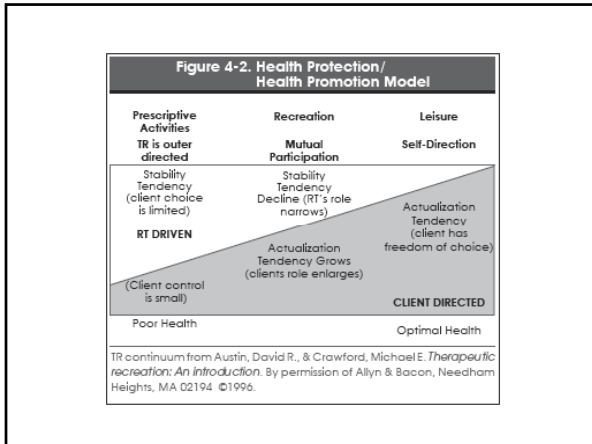 Figure 4-2. Health Protection/
Health Promotion Model
Prescriptive
Activities
TR is outer
directed
Recreation
Mutual
Participation
Leisure
Self-Direction
Stability
Tendency
(client choice
is limited)
RT DRIVEN
(Client control
is small)
Stability
Tendency
Decline (RT's role
narrows)
Actualization
Tendency Grows
(clients role enlarges)
Actualization
Tendency
(client has
freedom of choice)
CLIENT DIRECTED
Poor Health
Optimal Health
TR continuum from Austin, David R., & Crawford, Michael E. Therapeutic
recreation: An introduction. By permission of Allyn & Bacon, Needham
Heights, MA 02194 ©1996.